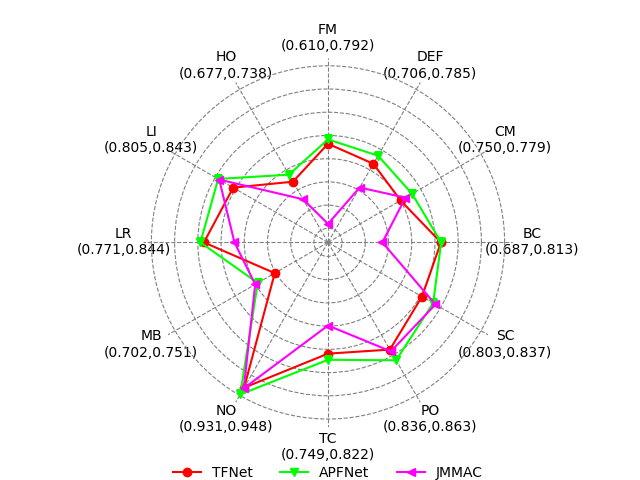 FM
(0.610,0.792)
HO
(0.677,0.738)
DEF
(0.706,0.785)
LI
(0.805,0.843)
CM
(0.750,0.779)
LR
(0.771,0.844)
BC
(0.687,0.813)
MB
(0.702,0.751)
SC
(0.803,0.837)
NO
(0.931,0.948)
PO
(0.836,0.863)
TC
(0.749,0.822)
TFNet
APFNet
JMMAC